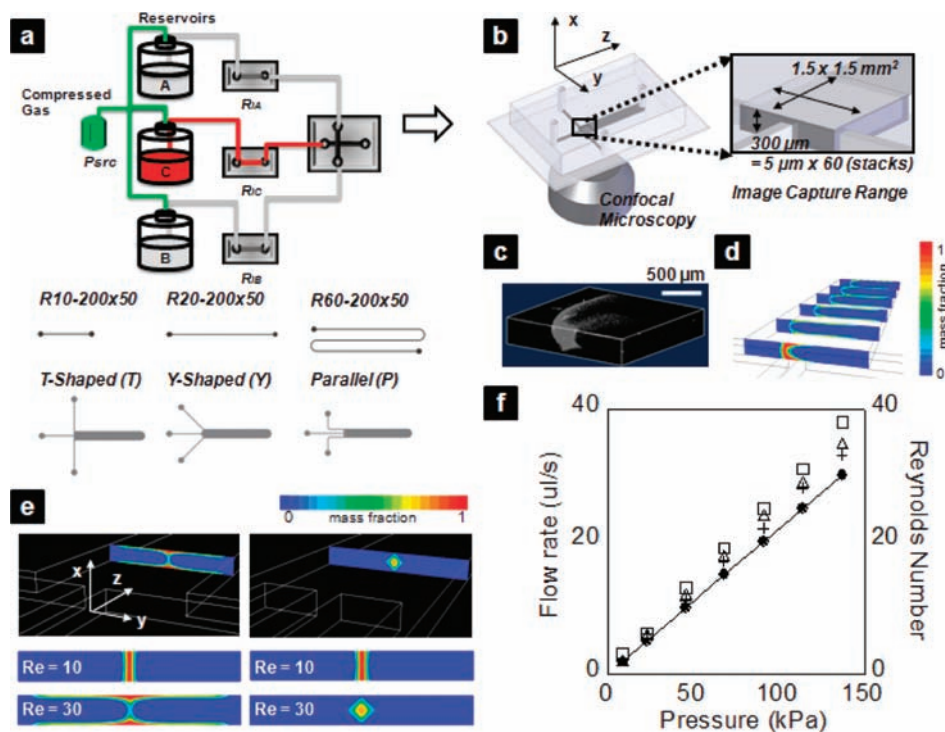 a
Reservoirs
Compressed
Gas
Psrc
A
C
B
RIA
RIC
RIB
R10-200x50
R20-200x50
R60-200x50
T-Shaped (T)
Y-Shaped (Y)
Parallel (P)
b
x
z
y
1.5 x 1.5 mm²
300 µm
= 5 µm x 60 (stacks)
Confocal
Microscopy
Image Capture Range
c
500 µm
d
1
mass fraction
0
e
0
mass fraction
1
x
z
y
Re = 10
Re = 10
Re = 30
Re = 30
f
40
20
0
Flow rate (ul/s)
40
20
0
Reynolds Number
0
50
100
150
Pressure (kPa)